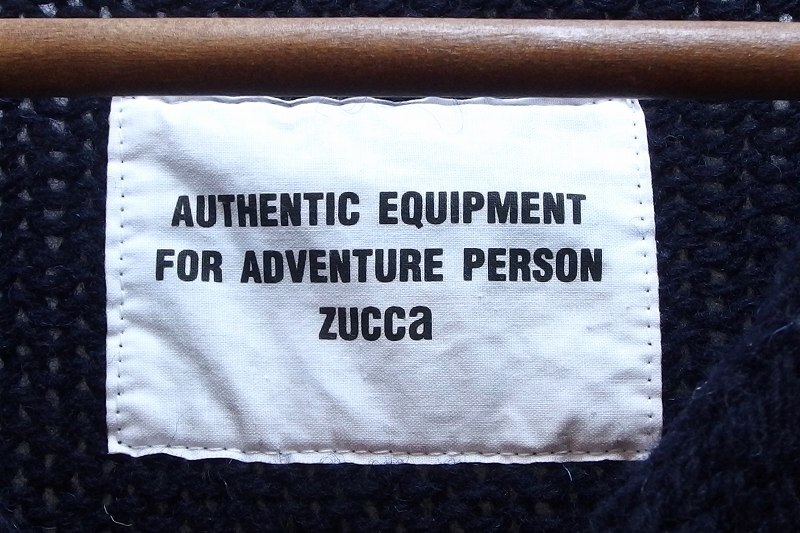 AUTHENTIC EQUIPMENT
FOR ADVENTURE PERSON
zucca